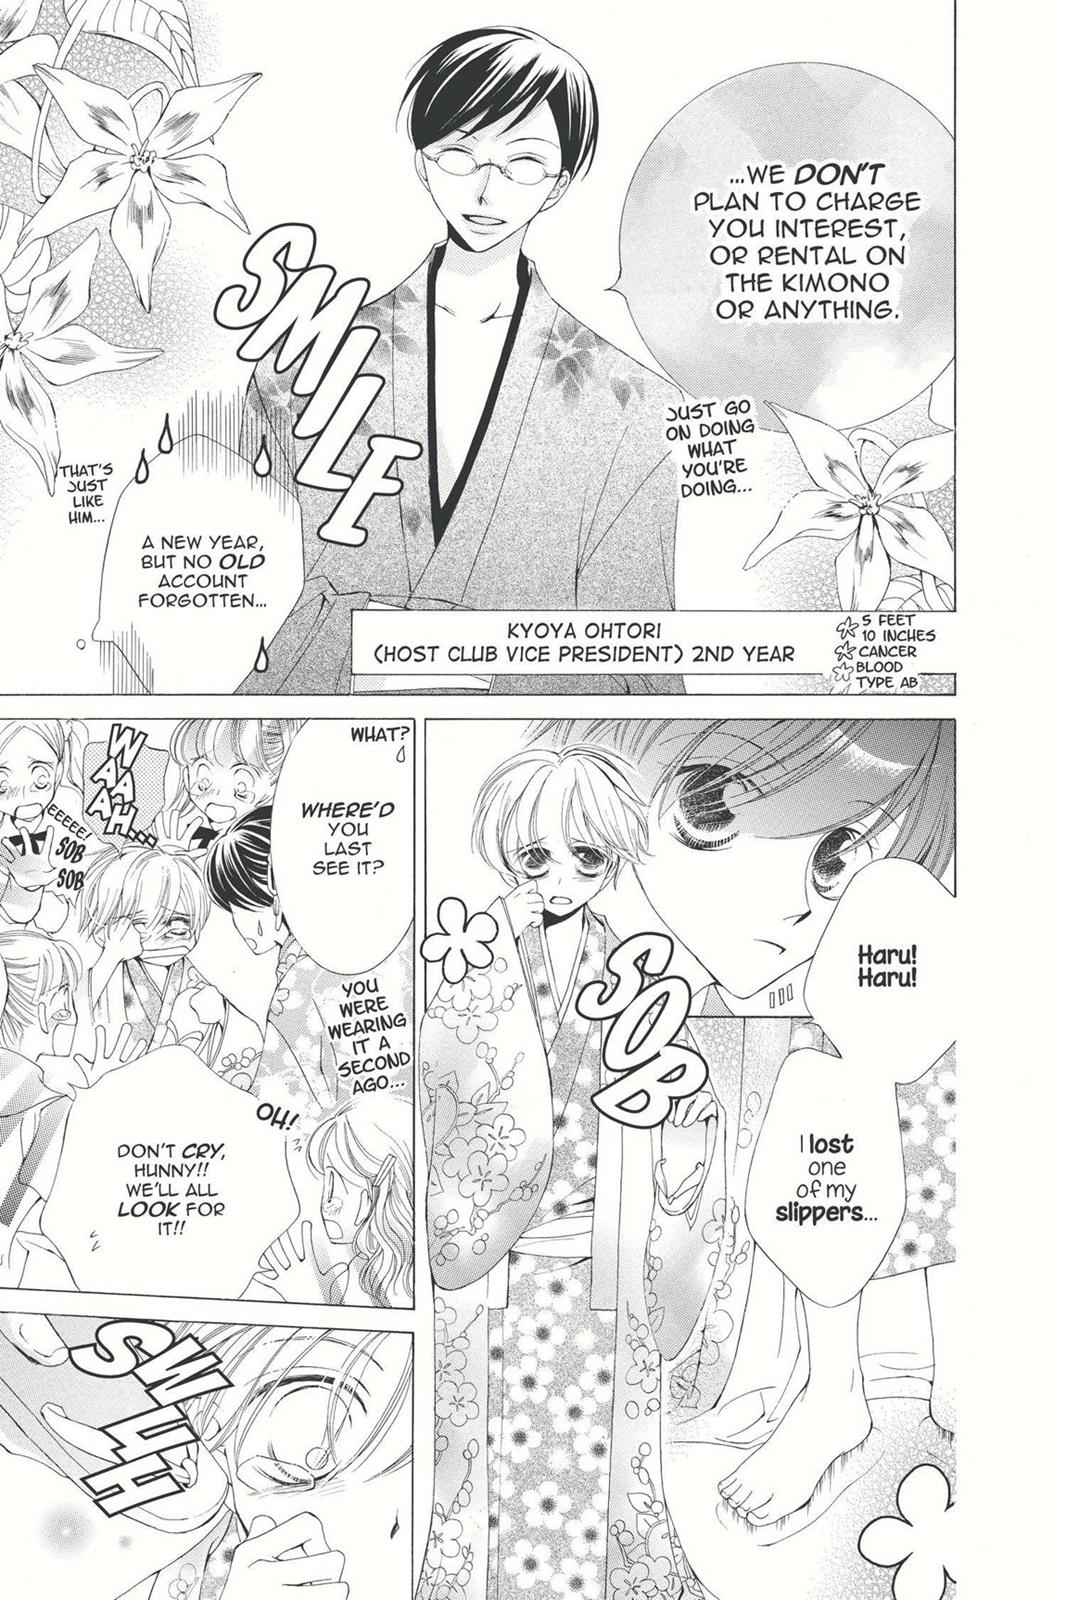 ...WE DON'T
PLAN TO CHARGE
YOU INTEREST,
OR RENTAL ON
THE KIMONO
OR ANYTHING.
JUST GO
ON DOING
WHAT
YOU'RE
DOING...
SMILE
THAT'S
JUST
LIKE
HIM...
A NEW YEAR,
BUT NO OLD
ACCOUNT
FORGOTTEN...
KYOYA OHTORI
(HOST CLUB VICE PRESIDENT) 2ND YEAR
5 FEET
10 INCHES
CANCER
BLOOD
TYPE AB
Haru!
Haru!
SOB
I lost
one
of my
slippers...
WHAT?
WHERE'D
YOU
LAST
SEE IT?
YOU
WERE
WEARING
IT A
SECOND
AGO...
WAAAH...
EEEEE!
SOB
SOB
OH!
DON'T CRY,
HUNNY!!
WE'LL ALL
LOOK FOR
IT!!
SWISH